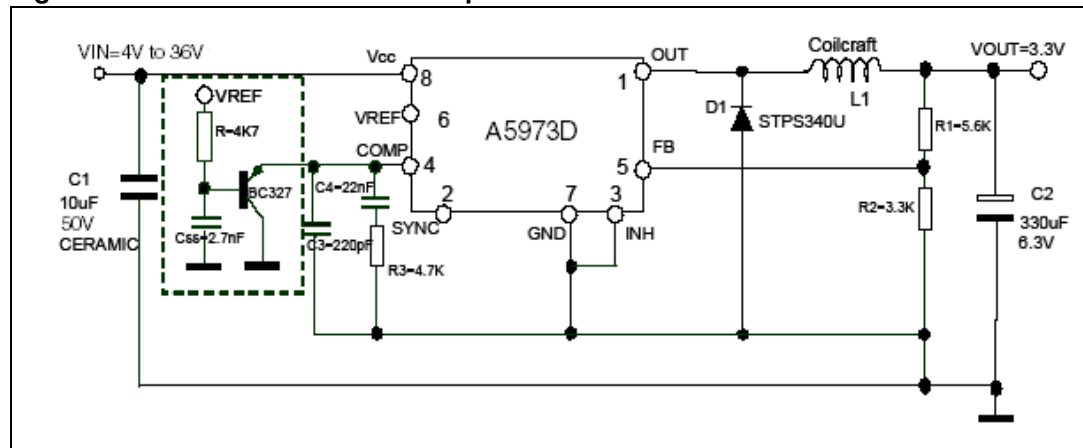 VIN=4V to 36V
Vcc
8
VREF
6
COMP
4
SYNC
2
A5973D
7
GND
3
INH
OUT
1
FB
5
VREF
R=4K7
BC327
Css=2.7nF
C1
10uF
50V
CERAMIC
C4=22nF
C3=220pF
R3=4.7K
D1
STPS340U
Coilcraft
L1
VOUT=3.3V
R1=5.6K
R2=3.3K
C2
330uF
6.3V